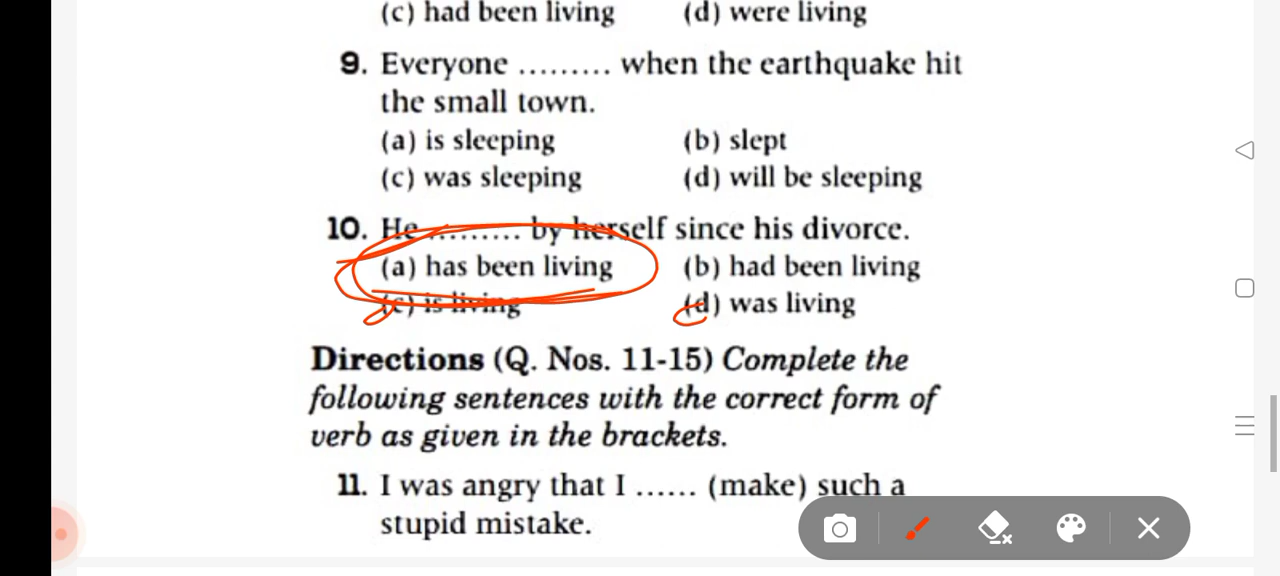 (c) had been living (d) were living
9. Everyone ......... when the earthquake hit
the small town.
(a) is sleeping (b) slept
(c) was sleeping (d) will be sleeping
10. He ......... by herself since his divorce.
(a) has been living (b) had been living
(c) is living (d) was living
Directions (Q. Nos. 11-15) Complete the
following sentences with the correct form of
verb as given in the brackets.
11. I was angry that I ...... (make) such a
stupid mistake.